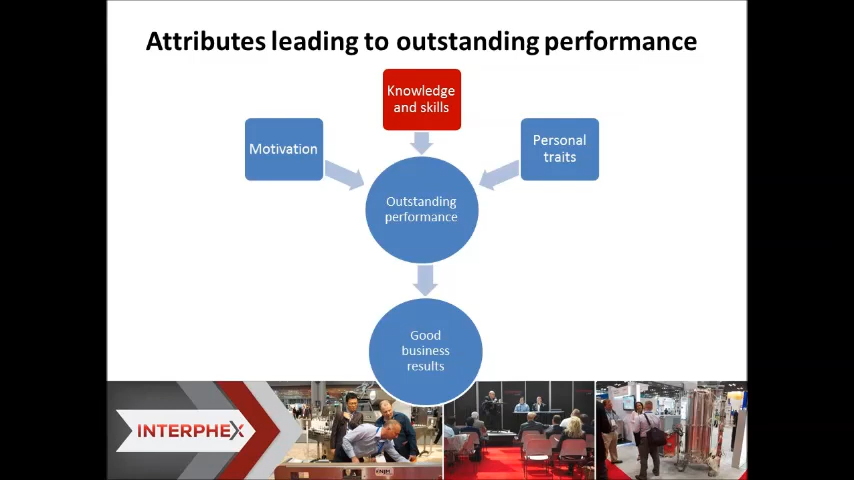 Attributes leading to outstanding performance
Knowledge
and skills
Motivation
Personal
traits
Outstanding
performance
Good
business
results
INTERPHEX